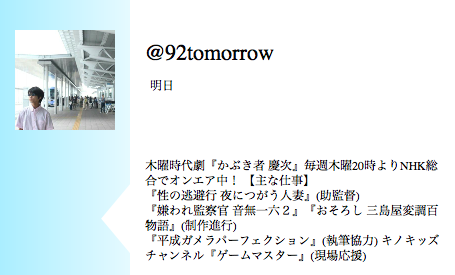 @92tomorrow
明日
木曜時代劇『かぶき者 慶次』毎週木曜20時よりNHK総
合でオンエア中！ 【主な仕事】
『性の逃避行 夜につがう人妻』(助監督)
『嫌われ監察官 音無一六２』『おそろし 三島屋変調百
物語』(制作進行)
『平成ガメラパーフェクション』(執筆協力) キノキッズ
チャンネル『ゲームマスター』(現場応援)